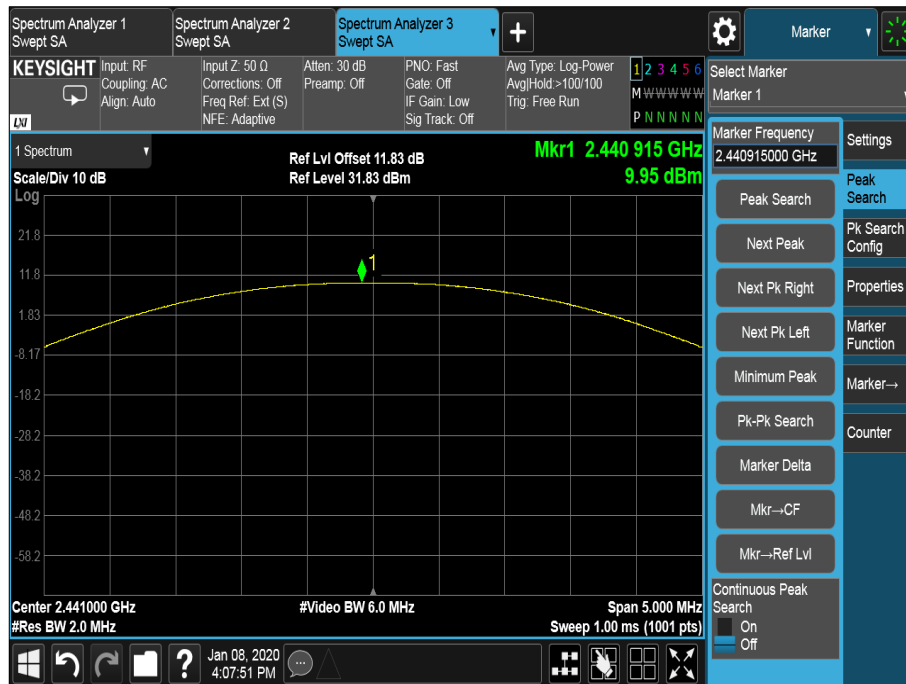 Spectrum Analyzer 1
Swept SA
Spectrum Analyzer 2
Swept SA
Spectrum Analyzer 3
Swept SA
+
Marker
KEYSIGHT
LXI
Input: RF
Coupling: AC
Align: Auto
Input Z: 50 Ω
Corrections: Off
Freq Ref: Ext (S)
NFE: Adaptive
Atten: 30 dB
Preamp: Off
PNO: Fast
Gate: Off
IF Gain: Low
Sig Track: Off
Avg Type: Log-Power
Avg|Hold:>100/100
Trig: Free Run
1 2 3 4 5 6
M W W W W W
P N N N N N
Select Marker
Marker 1
1 Spectrum
Scale/Div 10 dB
Log
Ref Lvl Offset 11.83 dB
Ref Level 31.83 dBm
Mkr1 2.440 915 GHz
9.95 dBm
1
21.8
11.8
1.83
-8.17
-18.2
-28.2
-38.2
-48.2
-58.2
Center 2.441000 GHz
#Res BW 2.0 MHz
#Video BW 6.0 MHz
Span 5.000 MHz
Sweep 1.00 ms (1001 pts)
Marker Frequency
2.440915000 GHz
Peak Search
Next Peak
Next Pk Right
Next Pk Left
Minimum Peak
Pk-Pk Search
Marker Delta
Mkr→CF
Mkr→Ref Lvl
Continuous Peak
Search
On
Off
Settings
Peak
Search
Pk Search
Config
Properties
Marker
Function
Marker→
Counter
?
Jan 08, 2020
4:07:51 PM